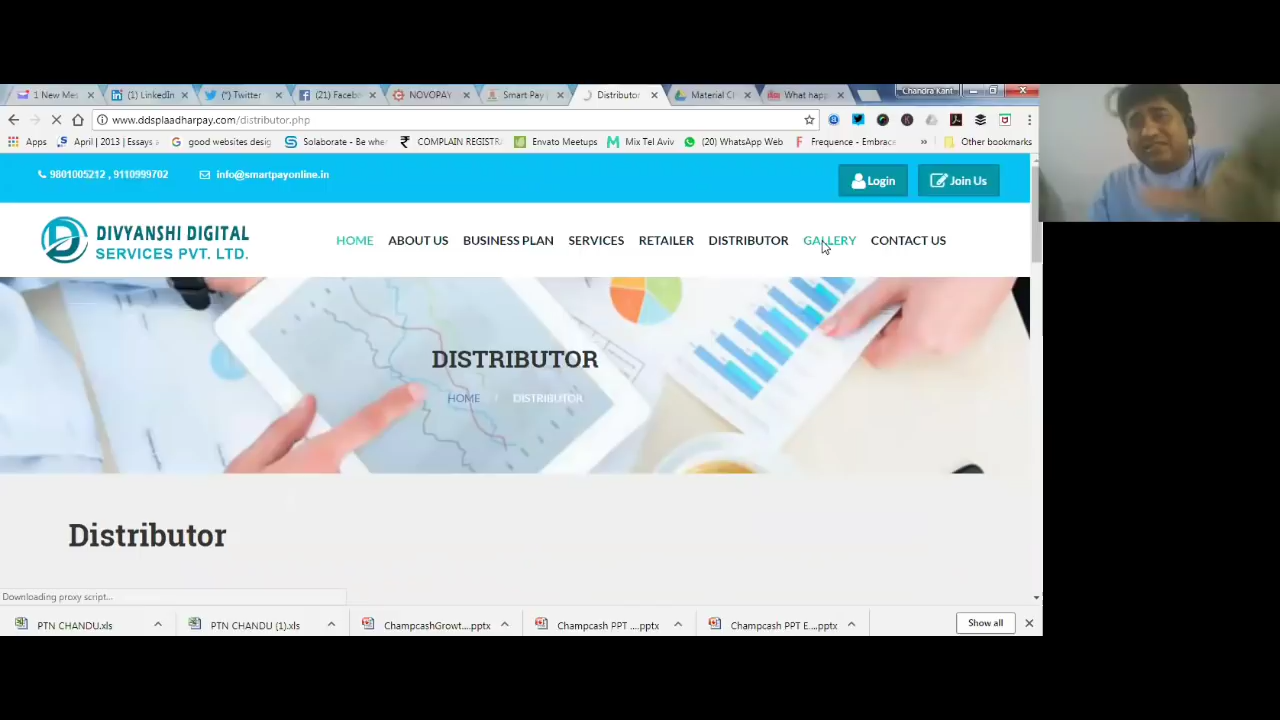 1 New Mes
(1) LinkedIn
(*) Twitter
(21) Facebo
NOVOPAY
Smart Pay |
Distributor
Material C
What happ
Chandra Kant
www.ddsplaadharpay.com/distributor.php
Apps
April | 2013 | Essays
good websites desig
Solaborate - Be whe
COMPLAIN REGISTRA
Envato Meetups
Mix Tel Aviv
(20) WhatsApp Web
Frequence - Embrace
»
Other bookmarks
9801005212 , 9110999702
info@smartpayonline.in
Login
Join Us
DIVYANSHI DIGITAL
SERVICES PVT. LTD.
HOME
ABOUT US
BUSINESS PLAN
SERVICES
RETAILER
DISTRIBUTOR
GALLERY
CONTACT US
DISTRIBUTOR
HOME / DISTRIBUTOR
Distributor
Downloading proxy script...
PTN CHANDU.xls
PTN CHANDU (1).xls
ChampcashGrowt....pptx
Champcash PPT ....pptx
Champcash PPT E....pptx
Show all